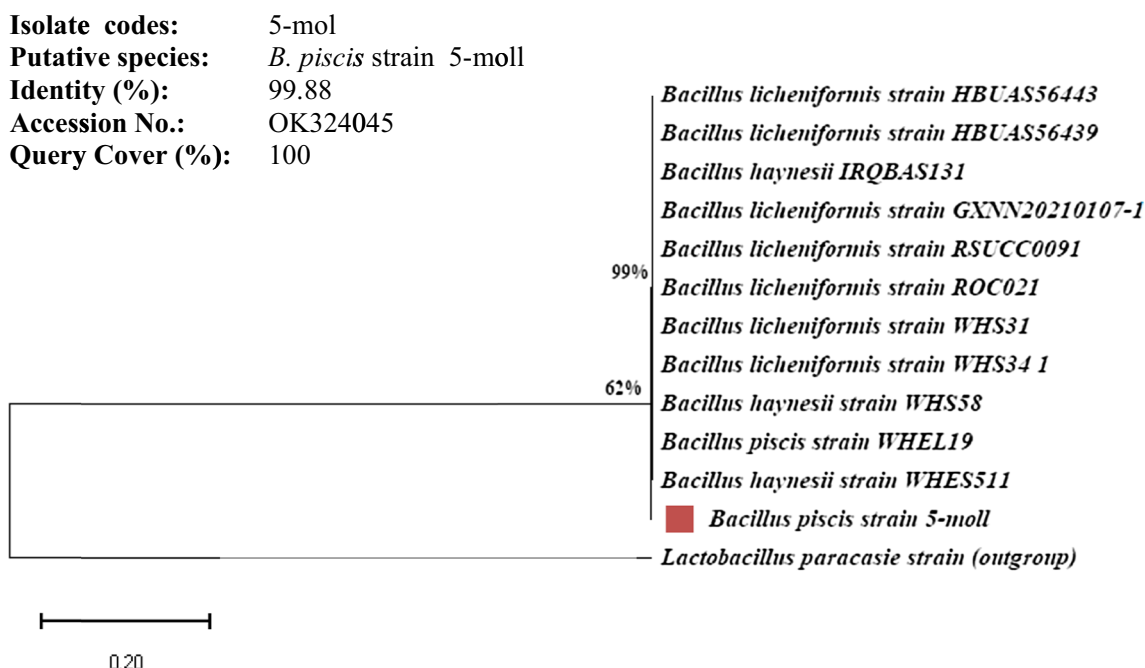 Isolate codes: 5-mol
Putative species: B. piscis strain 5-moll
Identity (%): 99.88
Accession No.: OK324045
Query Cover (%): 100
Bacillus licheniformis strain HBUAS56443
Bacillus licheniformis strain HBUAS56439
Bacillus haynesii IRQBAS131
Bacillus licheniformis strain GXNN20210107-1
Bacillus licheniformis strain RSUCC0091
99%
Bacillus licheniformis strain ROC021
Bacillus licheniformis strain WHS31
Bacillus licheniformis strain WHS34 1
62%
Bacillus haynesii strain WHS58
Bacillus piscis strain WHEL19
Bacillus haynesii strain WHES511
Bacillus piscis strain 5-moll
Lactobacillus paracasie strain (outgroup)
0.20